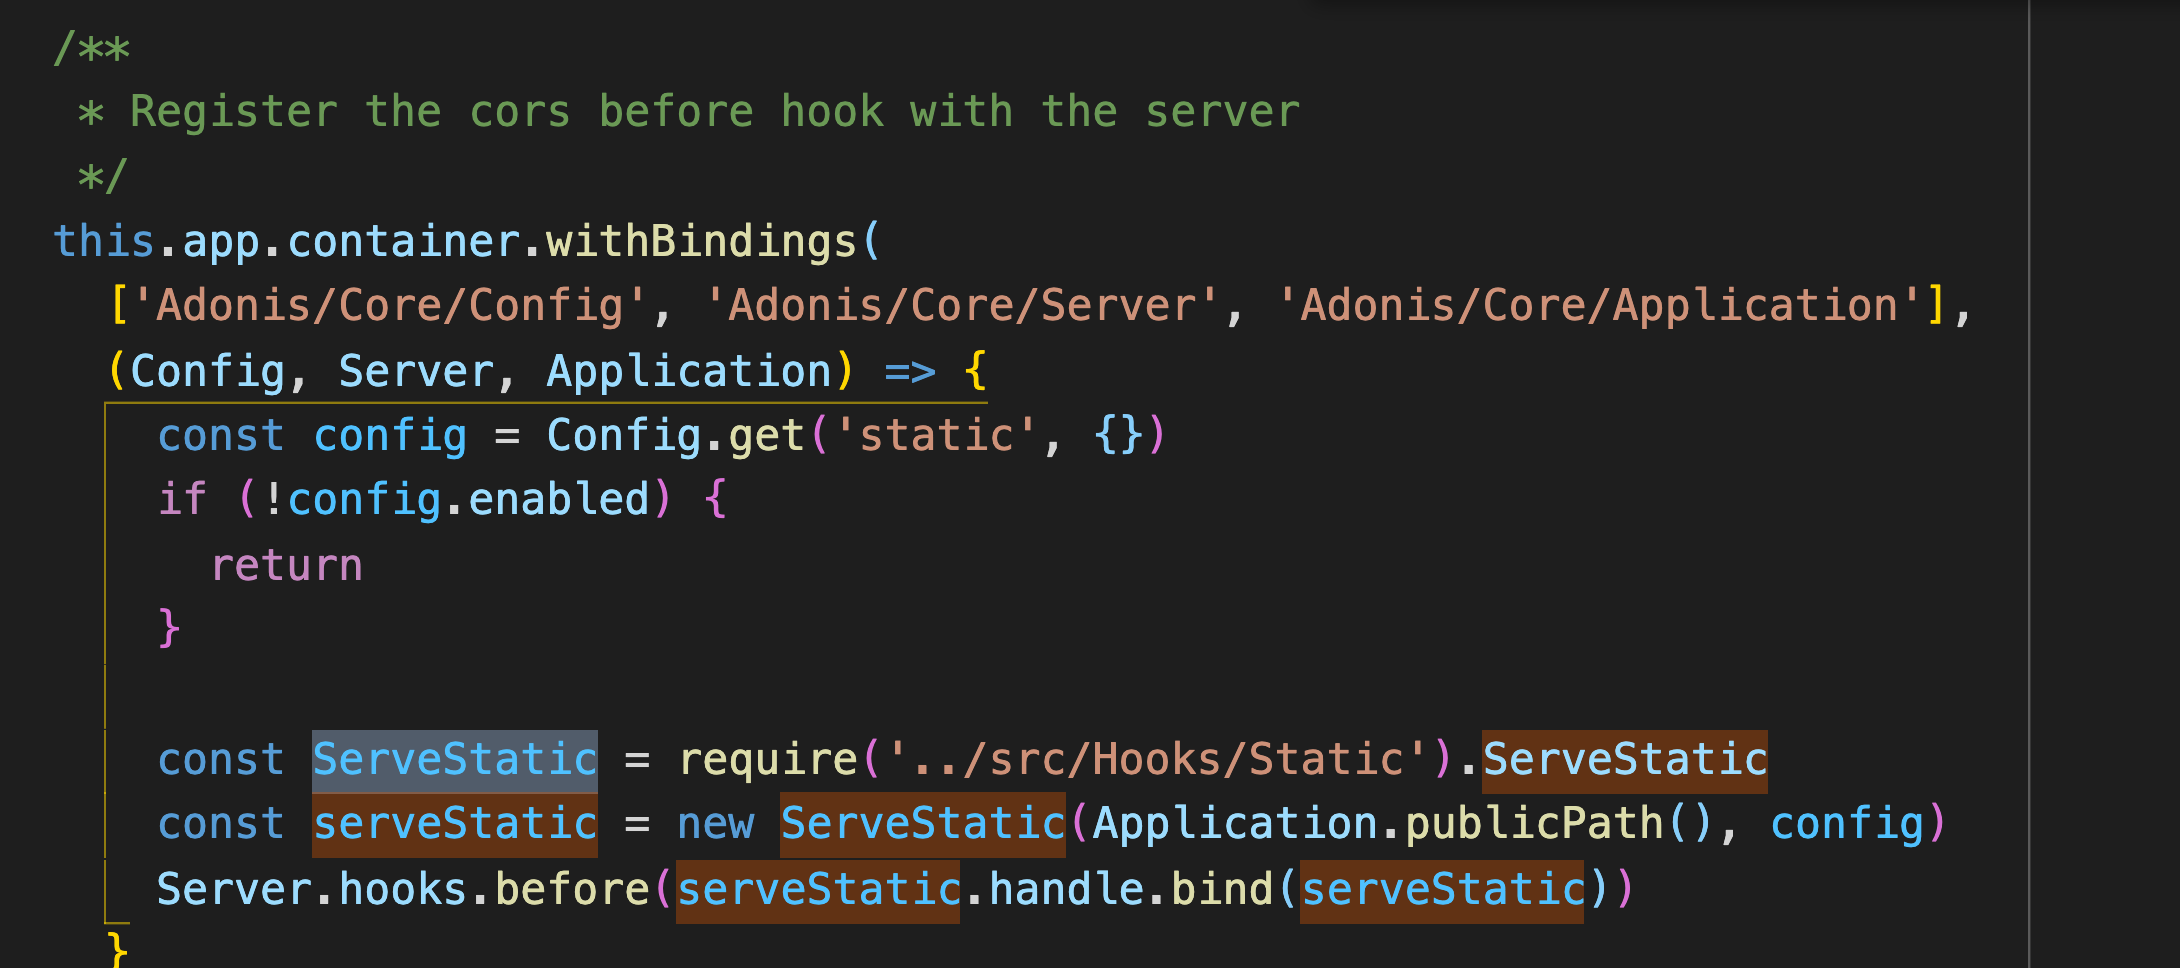 /**
 * Register the cors before hook with the server
 */
this.app.container.withBindings(
  ['Adonis/Core/Config', 'Adonis/Core/Server', 'Adonis/Core/Application'],
  (Config, Server, Application) => {
    const config = Config.get('static', {})
    if (!config.enabled) {
      return
    }

    const ServeStatic = require('../src/Hooks/Static').ServeStatic
    const serveStatic = new ServeStatic(Application.publicPath(), config)
    Server.hooks.before(serveStatic.handle.bind(serveStatic))
  }